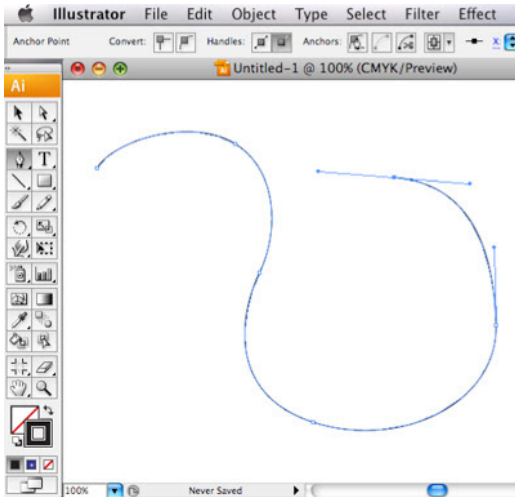 Illustrator File Edit Object Type Select Filter Effect
Anchor Point Convert: Handles: Anchors: x:
Untitled-1 @ 100% (CMYK/Preview)
Ai
T
100% Never Saved